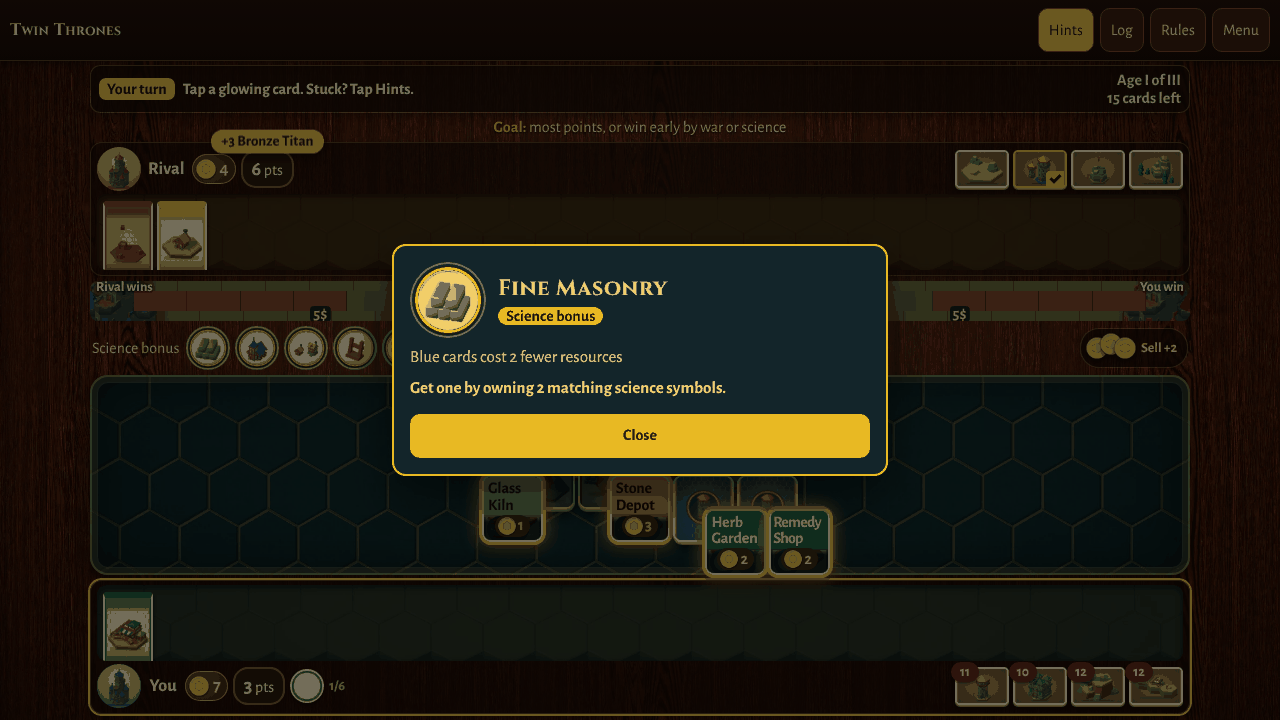 Twin Thrones
Hints
Log
Rules
Menu
Your turn
Tap a glowing card. Stuck? Tap Hints.
Age I of III
15 cards left
Goal: most points, or win early by war or science
+3 Bronze Titan
Rival
4
6 pts
Rival wins
You win
5$
5$
Science bonus
Sell +2
Fine Masonry
Science bonus
Blue cards cost 2 fewer resources
Get one by owning 2 matching science symbols.
Close
Glass
Kiln
1
Stone
Depot
3
Herb
Garden
2
Remedy
Shop
2
You
7
3 pts
1/6
11
10
12
12